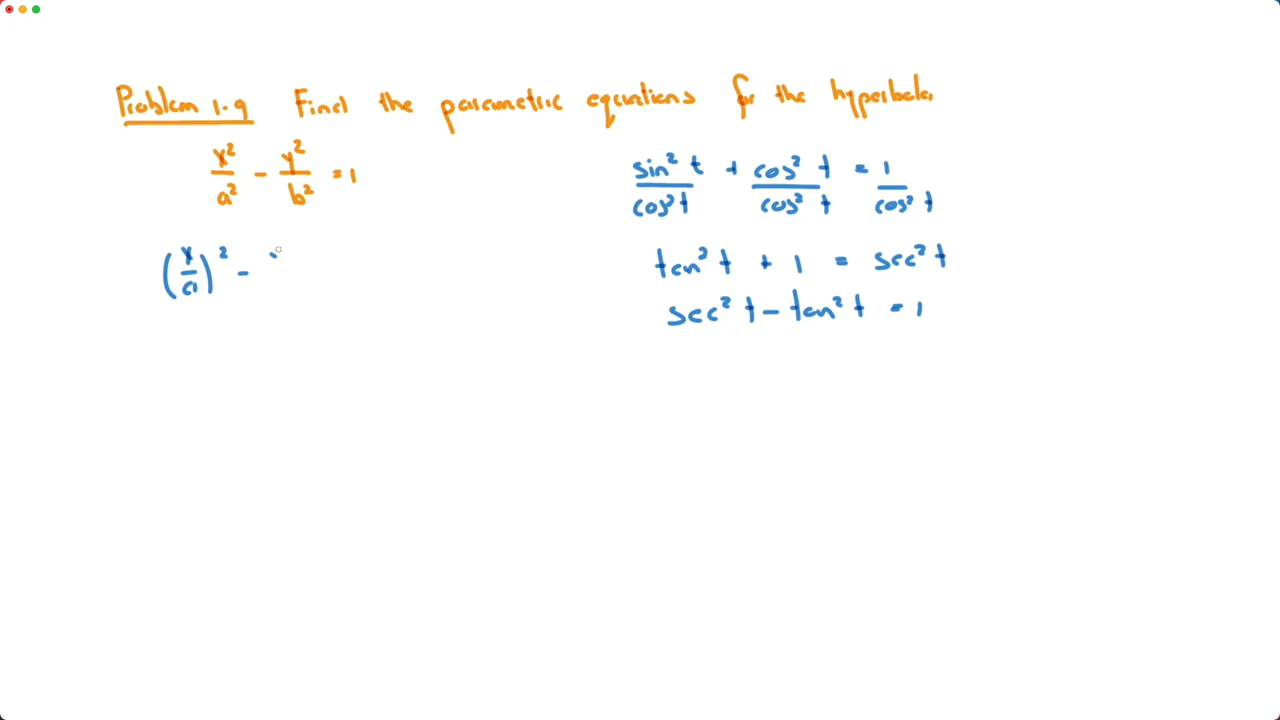 Problem 1.9 Find the parametric equations for the hyperbola
x²/a² - y²/b² = 1
(x/a)² -
sin² t/cos² t + cos² t/cos² t = 1/cos² t
tan² t + 1 = sec² t
sec² t - tan² t = 1